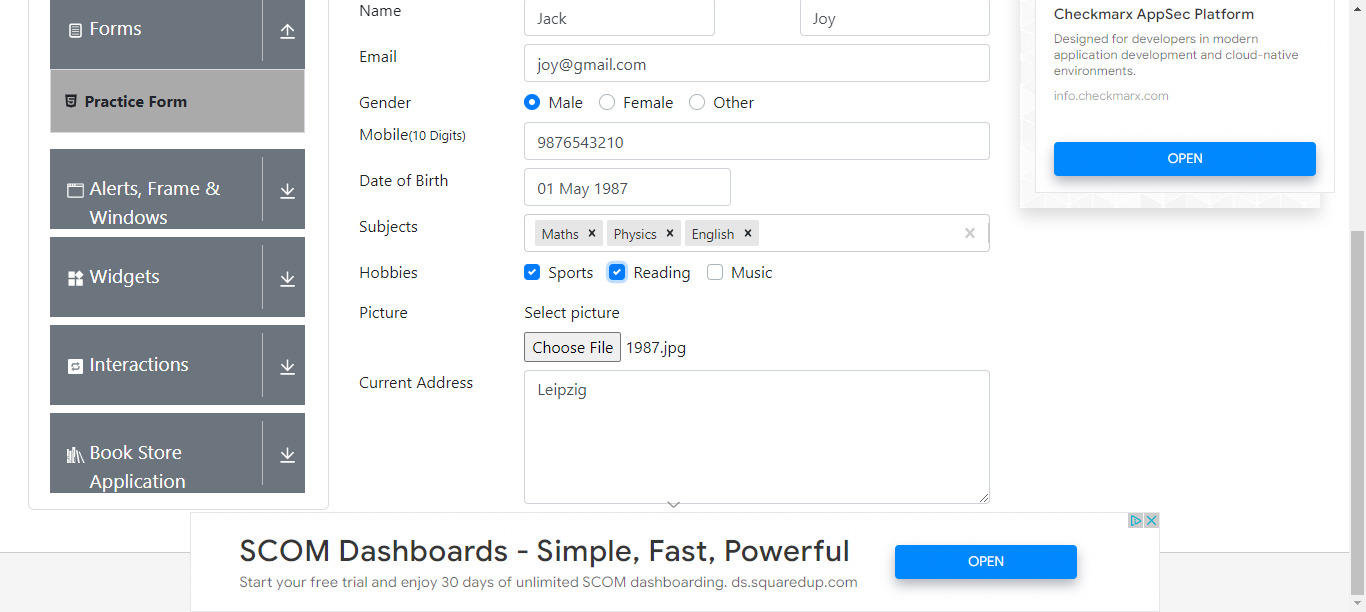 Forms
Practice Form
Alerts, Frame &
Windows
Widgets
Interactions
Book Store
Application
Name Jack Joy
Email joy@gmail.com
Gender Male Female Other
Mobile(10 Digits) 9876543210
Date of Birth 01 May 1987
Subjects Maths × Physics × English ×
Hobbies Sports Reading Music
Picture Select picture
Choose File 1987.jpg
Current Address Leipzig
Checkmarx AppSec Platform
Designed for developers in modern
application development and cloud-native
environments.
info.checkmarx.com
OPEN
SCOM Dashboards - Simple, Fast, Powerful
Start your free trial and enjoy 30 days of unlimited SCOM dashboarding. ds.squaredup.com
OPEN